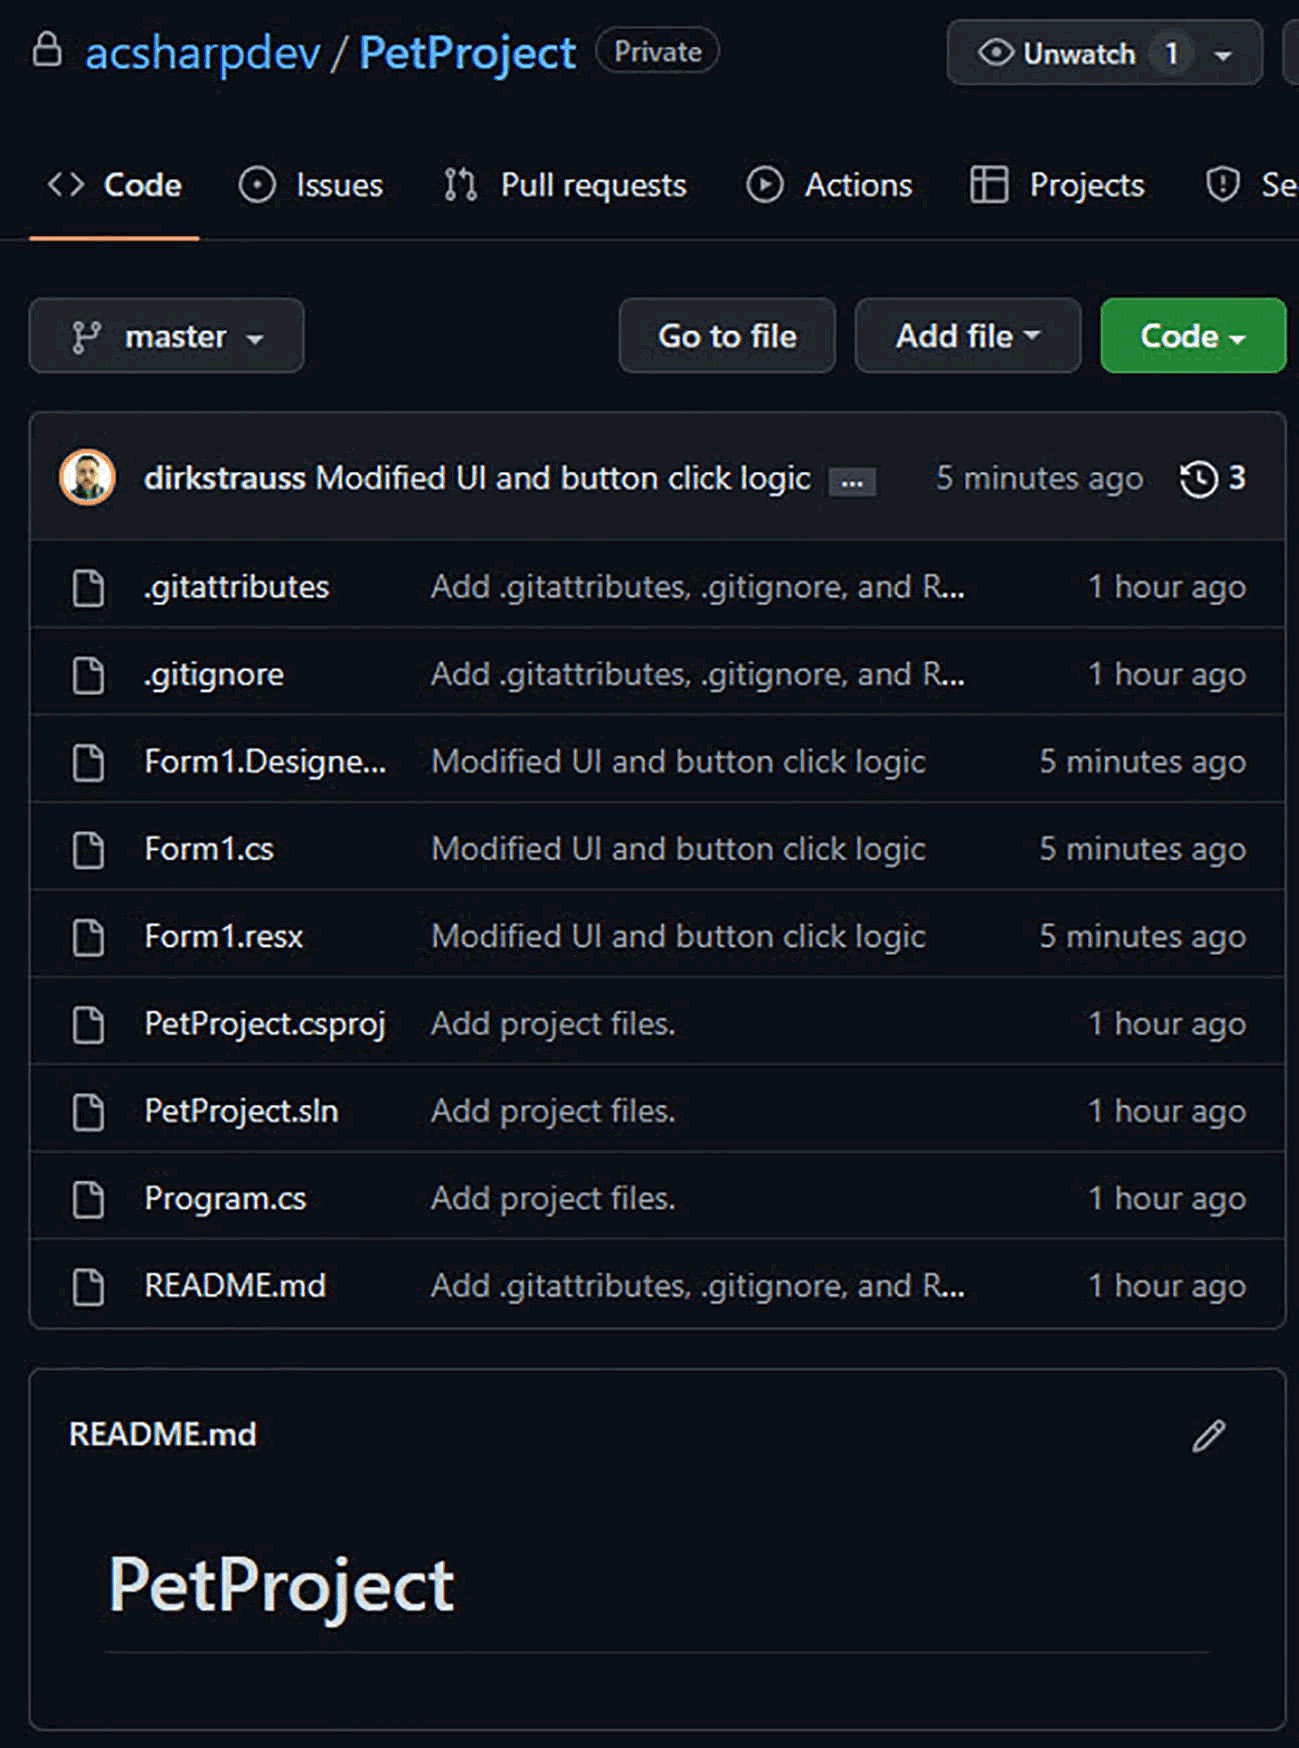 acsharpdev / PetProject Private Unwatch 1
Code Issues Pull requests Actions Projects Se
master Go to file Add file Code
dirkstrauss Modified UI and button click logic ... 5 minutes ago 3
.gitattributes Add .gitattributes, .gitignore, and R... 1 hour ago
.gitignore Add .gitattributes, .gitignore, and R... 1 hour ago
Form1.Designe... Modified UI and button click logic 5 minutes ago
Form1.cs Modified UI and button click logic 5 minutes ago
Form1.resx Modified UI and button click logic 5 minutes ago
PetProject.csproj Add project files. 1 hour ago
PetProject.sln Add project files. 1 hour ago
Program.cs Add project files. 1 hour ago
README.md Add .gitattributes, .gitignore, and R... 1 hour ago
README.md
PetProject